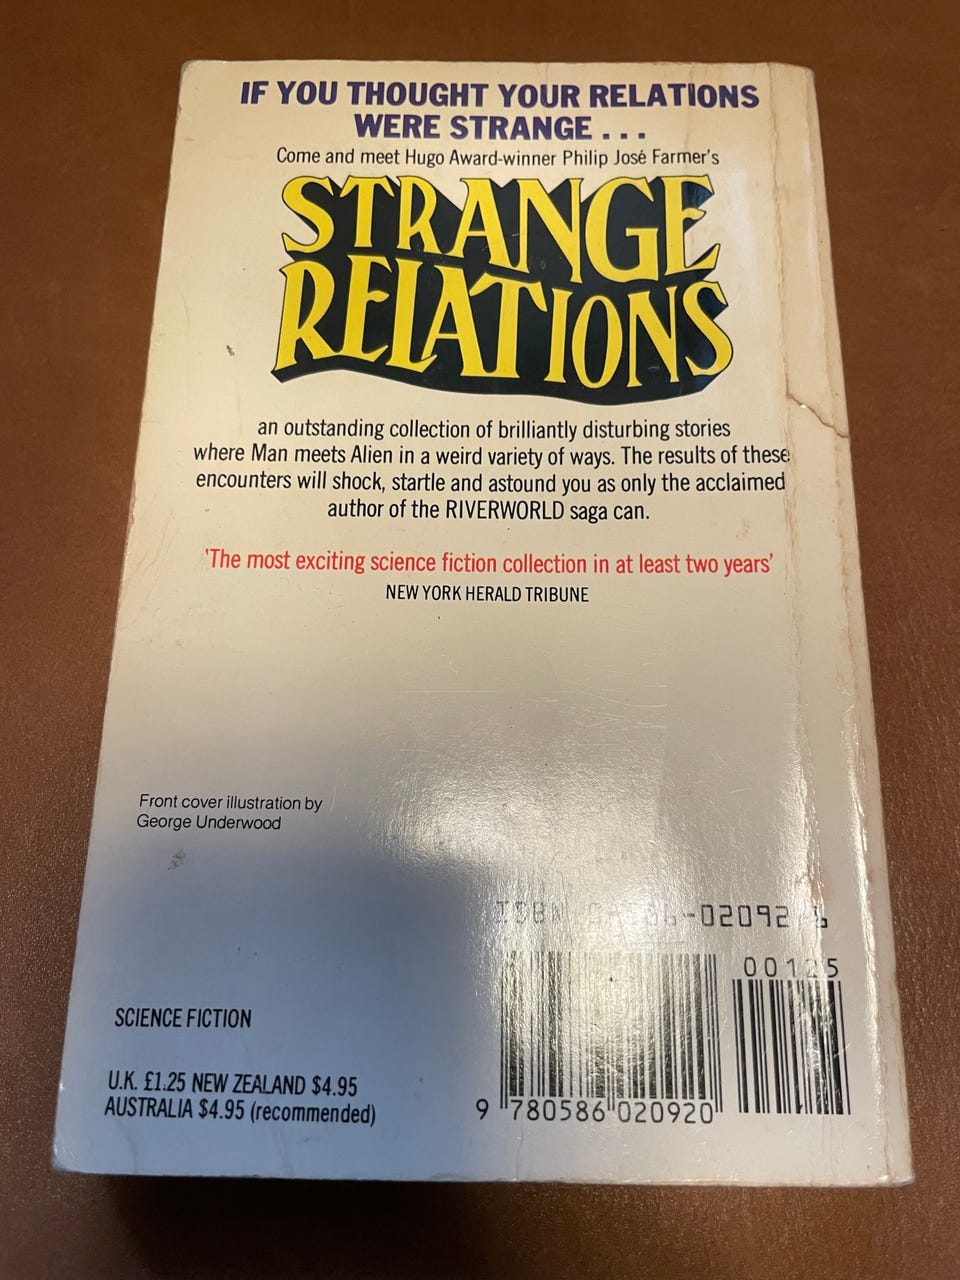 IF YOU THOUGHT YOUR RELATIONS
WERE STRANGE . . .
Come and meet Hugo Award-winner Philip José Farmer's
STRANGE
RELATIONS
an outstanding collection of brilliantly disturbing stories
where Man meets Alien in a weird variety of ways. The results of these
encounters will shock, startle and astound you as only the acclaimed
author of the RIVERWORLD saga can.
'The most exciting science fiction collection in at least two years'
NEW YORK HERALD TRIBUNE
Front cover illustration by
George Underwood
ISBN
00125
SCIENCE FICTION
U.K. £1.25 NEW ZEALAND $4.95
AUSTRALIA $4.95 (recommended)
9 780586 020920